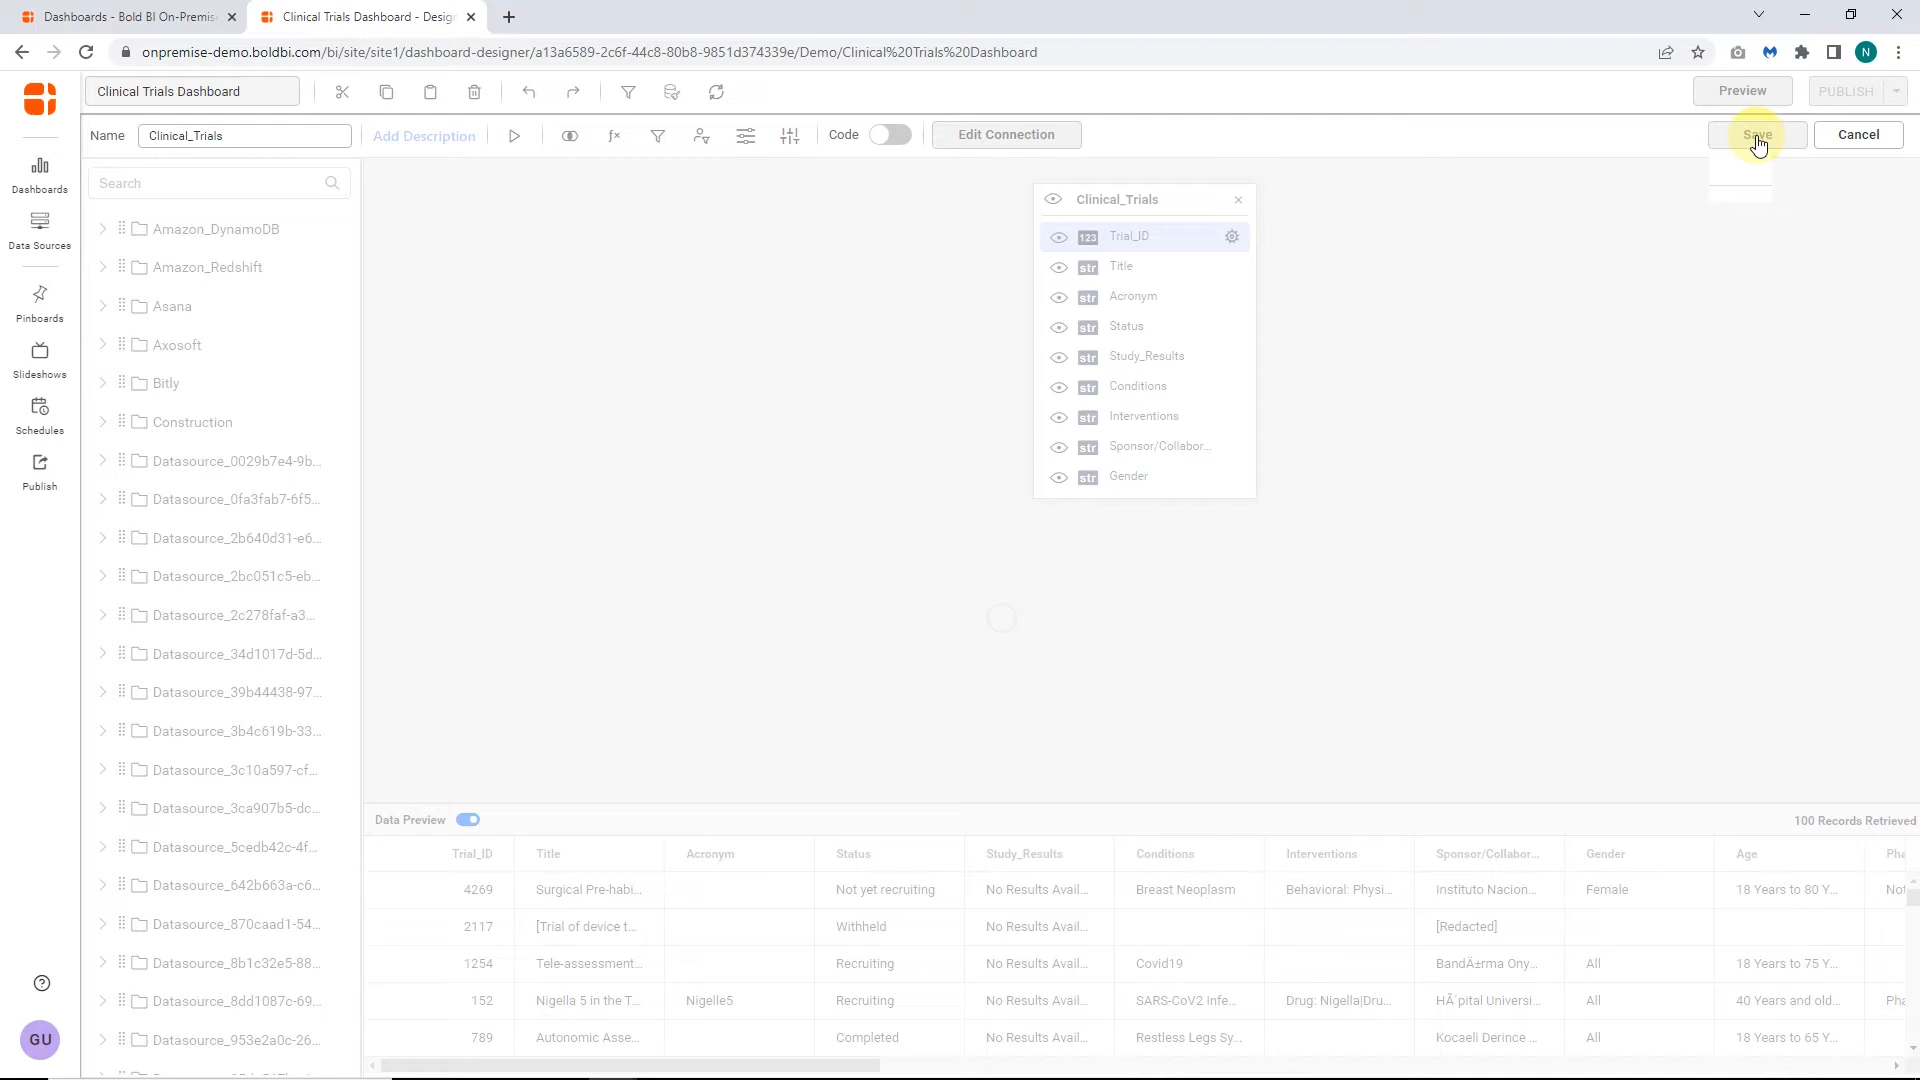 Dashboards - Bold BI On-Premis
Clinical Trials Dashboard - Desig
onpremise-demo.boldbi.com/bi/site/site1/dashboard-designer/a13a6589-2c6f-44c8-80b8-9851d374339e/Demo/Clinical%20Trials%20Dashboard
N
Clinical Trials Dashboard
Preview
PUBLISH
Name
Clinical_Trials
Add Description
Code
Edit Connection
Save
Cancel
Dashboards
Data Sources
Pinboards
Slideshows
Schedules
Publish
GU
Search
Amazon_DynamoDB
Amazon_Redshift
Asana
Axosoft
Bitly
Construction
Datasource_0029b7e4-9b...
Datasource_0fa3fab7-6f5...
Datasource_2b640d31-e6...
Datasource_2bc051c5-eb...
Datasource_2c278faf-a3...
Datasource_34d1017d-5d...
Datasource_39b44438-97...
Datasource_3b4c619b-33...
Datasource_3c10a597-cf...
Datasource_3ca907b5-dc...
Datasource_5cedb42c-4f...
Datasource_642b663a-c6...
Datasource_870caad1-54...
Datasource_8b1c32e5-88...
Datasource_8dd1087c-69...
Datasource_953e2a0c-26...
Clinical_Trials
123 Trial_ID
str Title
str Acronym
str Status
str Study_Results
str Conditions
str Interventions
str Sponsor/Collabor...
str Gender
Data Preview
100 Records Retrieved
Trial_ID Title Acronym Status Study_Results Conditions Interventions Sponsor/Collabor... Gender Age Pha
4269 Surgical Pre-habi... Not yet recruiting No Results Avail... Breast Neoplasm Behavioral: Physi... Instituto Nacion... Female 18 Years to 80 Y... Not
2117 [Trial of device t... Withheld No Results Avail... [Redacted]
1254 Tele-assessment... Recruiting No Results Avail... Covid19 BandÄ±rma Ony... All 18 Years to 75 Y...
152 Nigella 5 in the T... Nigelle5 Recruiting No Results Avail... SARS-CoV2 Infe... Drug: Nigella|Dru... HÃ´pital Universi... All 40 Years and old... Pha
789 Autonomic Asse... Completed No Results Avail... Restless Legs Sy... Kocaeli Derince ... All 18 Years to 65 Y...